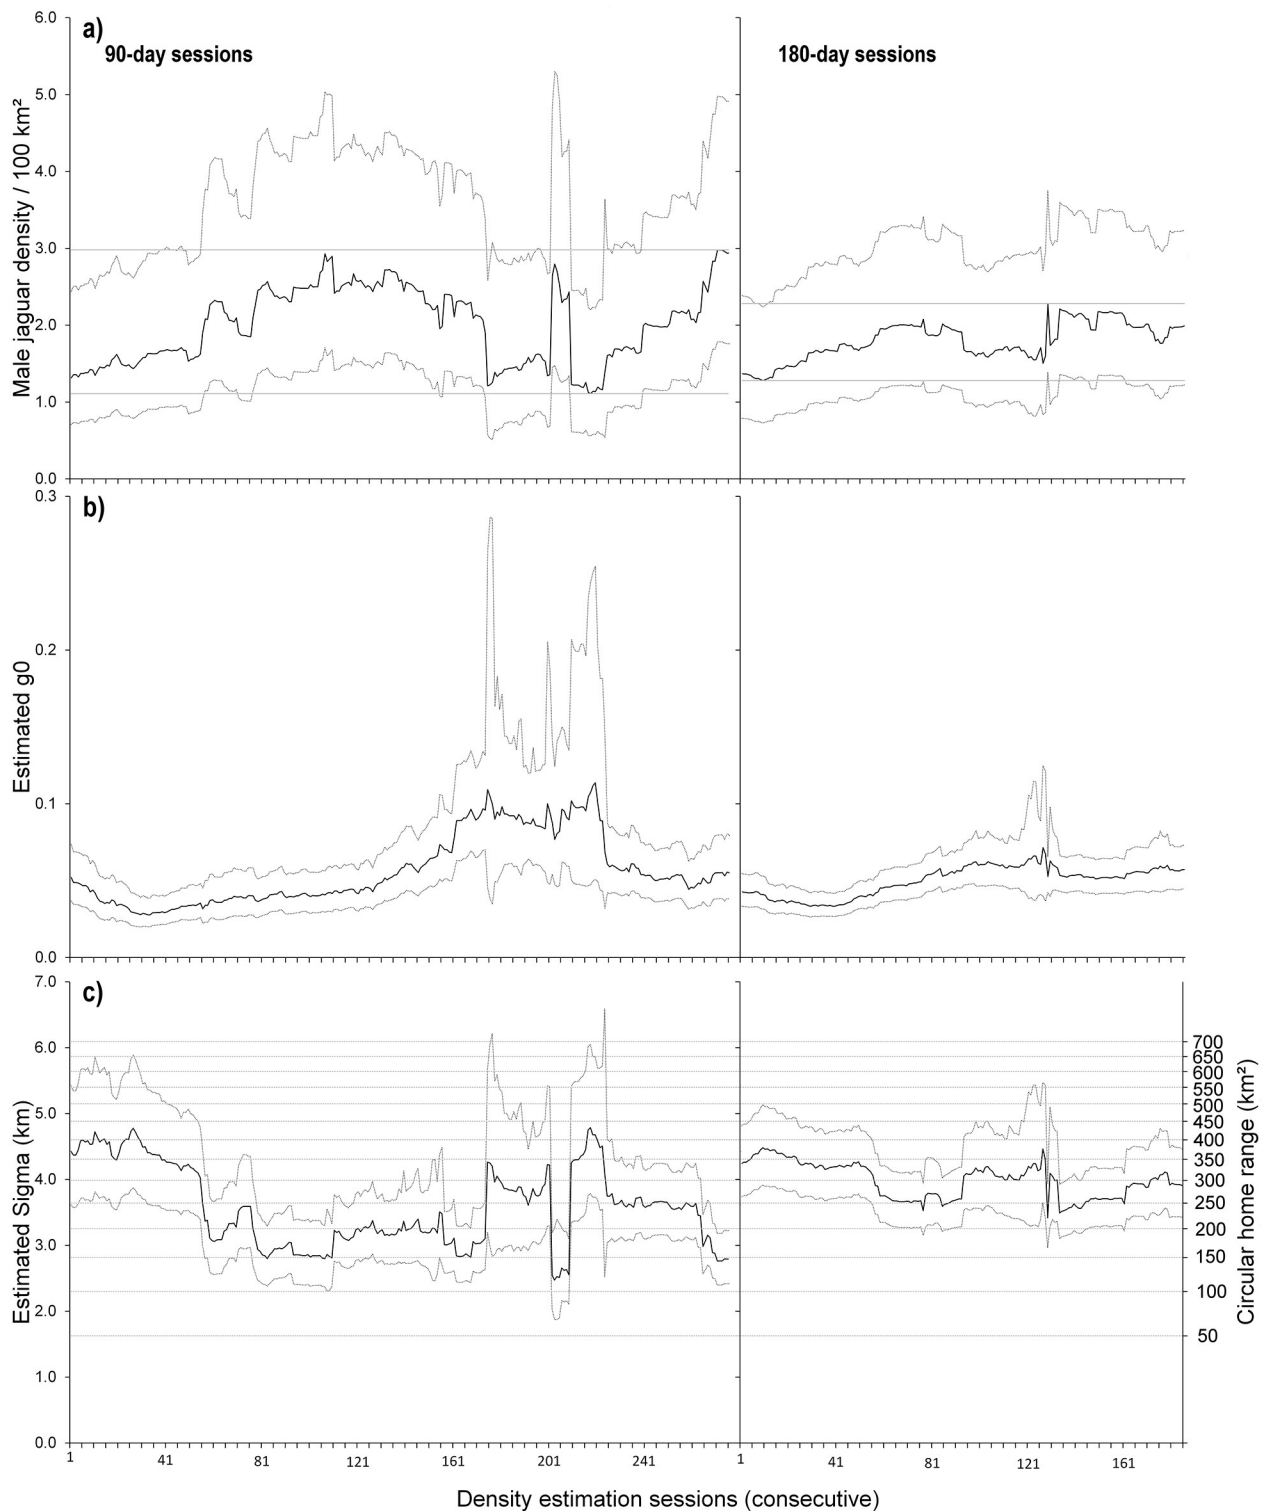 a)
90-day sessions
180-day sessions
Male jaguar density / 100 km²
6.0
5.0
4.0
3.0
2.0
1.0
0.0
b)
Estimated g0
0.3
0.2
0.1
0.0
c)
Estimated Sigma (km)
7.0
6.0
5.0
4.0
3.0
2.0
1.0
0.0
700
650
600
550
500
450
400
350
300
250
200
150
100
50
Circular home range (km²)
1 41 81 121 161 201 241
1 41 81 121 161
Density estimation sessions (consecutive)